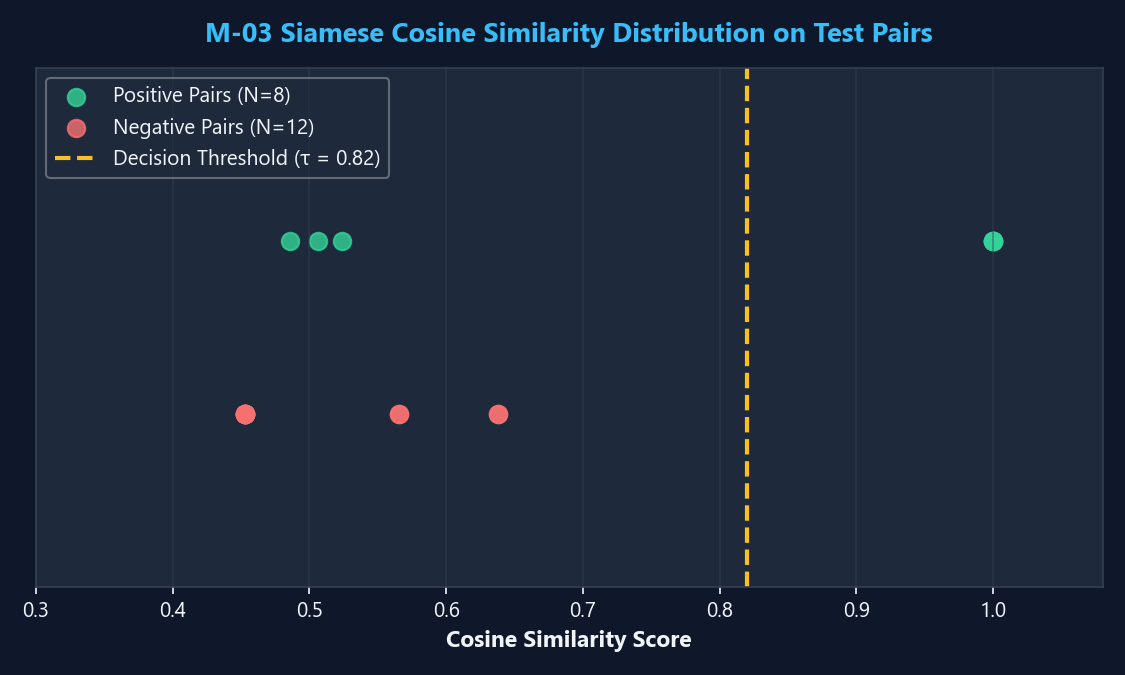 M-03 Siamese Cosine Similarity Distribution on Test Pairs
Positive Pairs (N=8)
Negative Pairs (N=12)
Decision Threshold (τ = 0.82)
0.3 0.4 0.5 0.6 0.7 0.8 0.9 1.0
Cosine Similarity Score